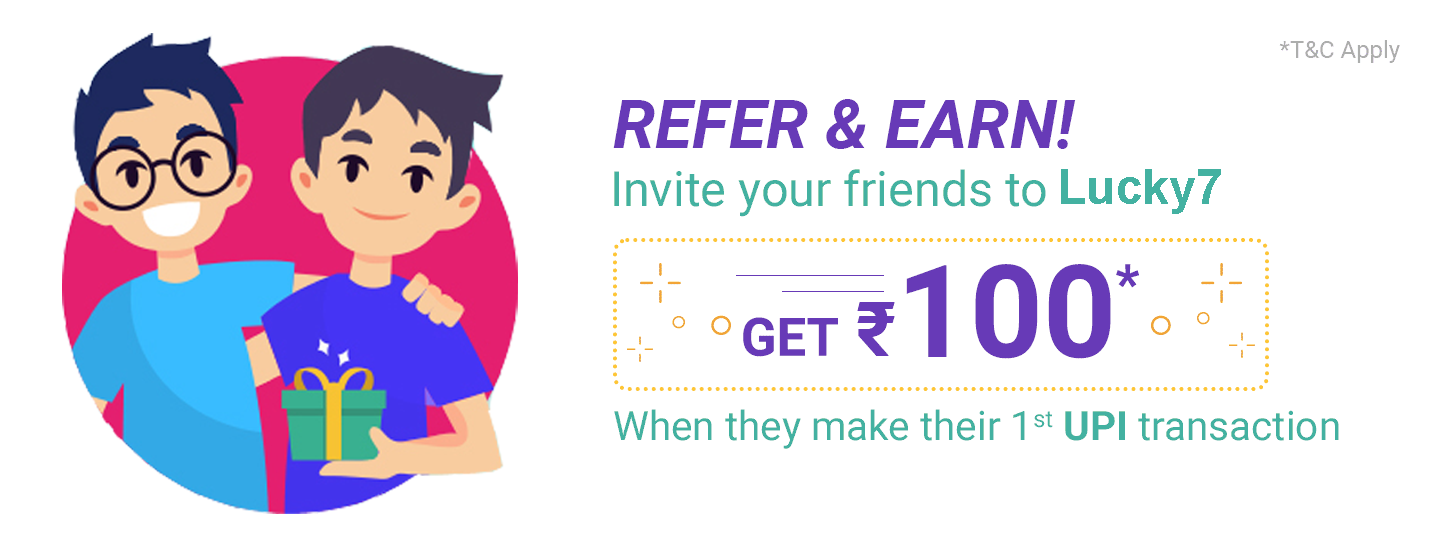 *T&C Apply
REFER & EARN!
Invite your friends to Lucky7
GET ₹100*
When they make their 1st UPI transaction